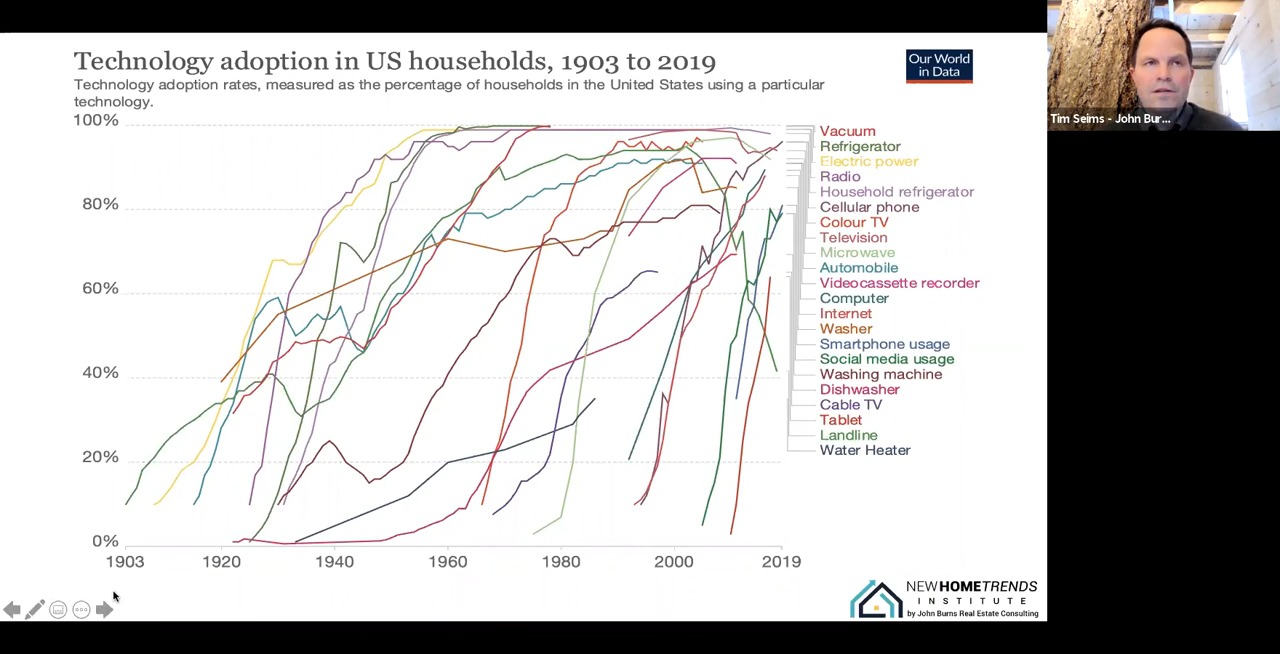 Technology adoption in US households, 1903 to 2019
Technology adoption rates, measured as the percentage of households in the United States using a particular
technology.
Our World
in Data
Tim Seims - John Bur...
100%
80%
60%
40%
20%
0%
1903
1920
1940
1960
1980
2000
2019
Vacuum
Refrigerator
Electric power
Radio
Household refrigerator
Cellular phone
Colour TV
Television
Microwave
Automobile
Videocassette recorder
Computer
Internet
Washer
Smartphone usage
Social media usage
Washing machine
Dishwasher
Cable TV
Tablet
Landline
Water Heater
NEWHOMETRENDS
INSTITUTE
by John Burns Real Estate Consulting